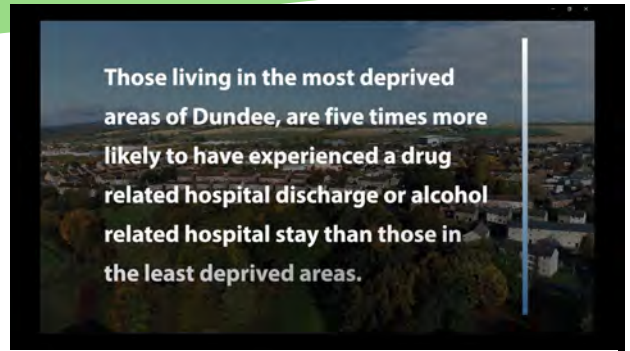 Those living in the most deprived
areas of Dundee, are five times more
likely to have experienced a drug
related hospital discharge or alcohol
related hospital stay than those in
the least deprived areas.